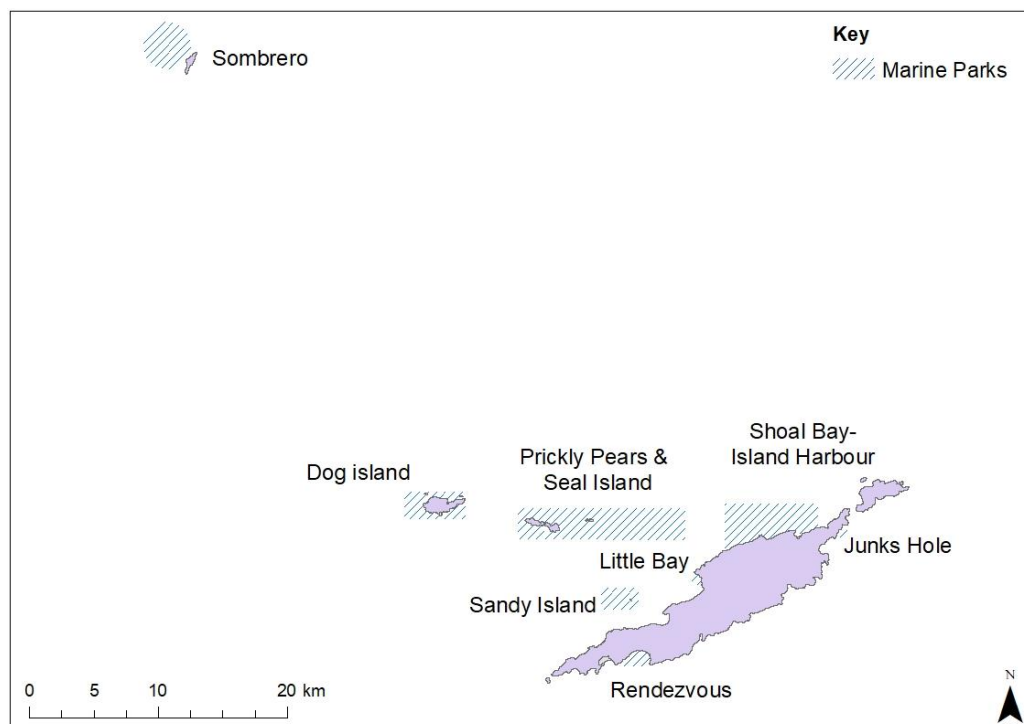 Sombrero
Key
Marine Parks
Dog island
Prickly Pears &
Seal Island
Shoal Bay-
Island Harbour
Little Bay
Junks Hole
Sandy Island
Rendezvous
0 5 10 20 km
N